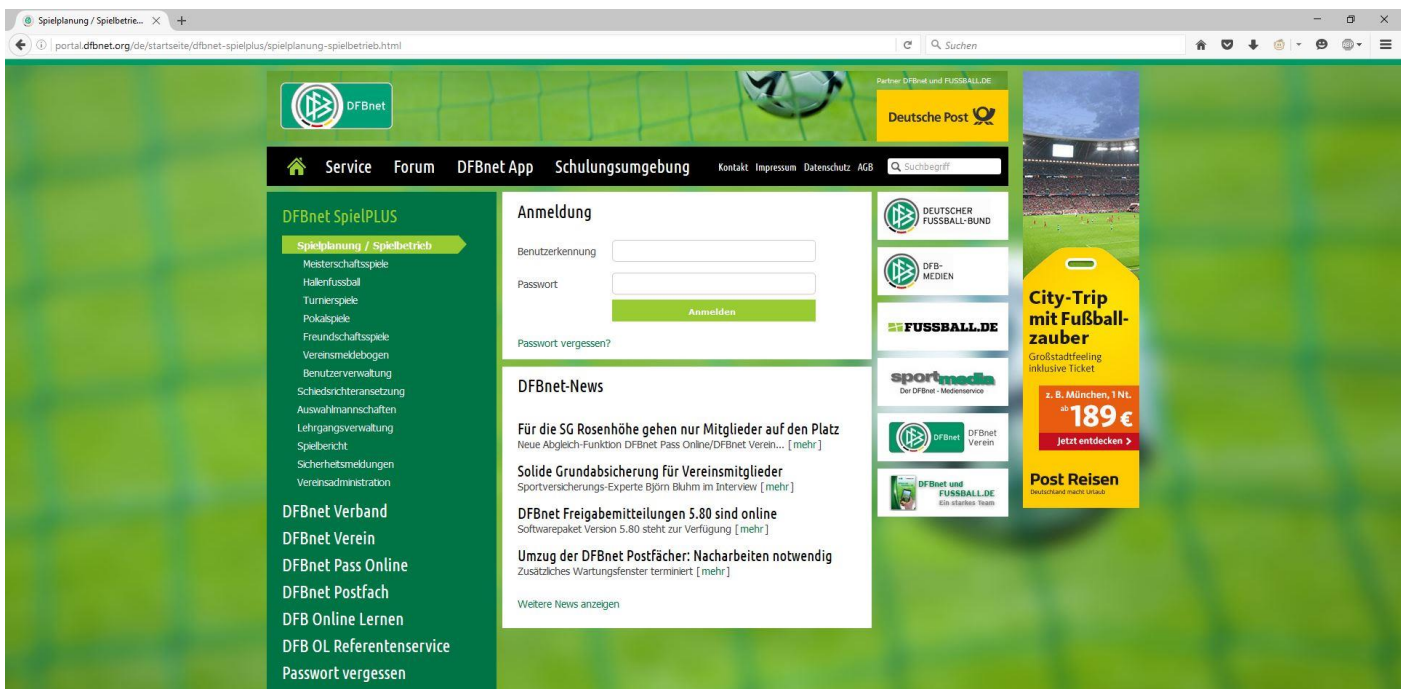 Spielplanung / Spielbetrie...
portal.dfbnet.org/de/startseite/dfbnet-spielplus/spielplanung-spielbetrieb.html
Suchen
DFBnet
Partner DFBnet und FUSSBALL.DE
Deutsche Post
Service Forum DFBnet App Schulungsumgebung Kontakt Impressum Datenschutz AGB Suchbegriff
DFBnet SpielPLUS
Spielplanung / Spielbetrieb
Meisterschaftsspiele
Hallenfussball
Turnierspiele
Pokalspiele
Freundschaftsspiele
Vereinsmeldebogen
Benutzerverwaltung
Schiedsrichteransetzung
Auswahlmannschaften
Lehrgangsverwaltung
Spielbericht
Sicherheitsmeldungen
Vereinsadministration
DFBnet Verband
DFBnet Verein
DFBnet Pass Online
DFBnet Postfach
DFB Online Lernen
DFB OL Referentenservice
Passwort vergessen
Anmeldung
Benutzerkennung
Passwort
Anmelden
Passwort vergessen?
DFBnet-News
Für die SG Rosenhöhe gehen nur Mitglieder auf den Platz
Neue Abgleich-Funktion DFBnet Pass Online/DFBnet Verein... [ mehr ]
Solide Grundabsicherung für Vereinsmitglieder
Sportversicherungs-Experte Björn Bluhm im Interview [ mehr ]
DFBnet Freigabemitteilungen 5.80 sind online
Softwarepaket Version 5.80 steht zur Verfügung [ mehr ]
Umzug der DFBnet Postfächer: Nacharbeiten notwendig
Zusätzliches Wartungsfenster terminiert [ mehr ]
Weitere News anzeigen
DEUTSCHER
FUSSBALL-BUND
DFB-
MEDIEN
FUSSBALL.DE
sportmedia
Der DFBnet - Medienservice
DFBnet
DFBnet
Verein
DFBnet und
FUSSBALL.DE
Ein starkes Team
City-Trip
mit Fußball-
zauber
Großstadtfeeling
inklusive Ticket
z. B. München, 1 Nt.
ab 189 €
Jetzt entdecken
Post Reisen
Deutschland macht Urlaub